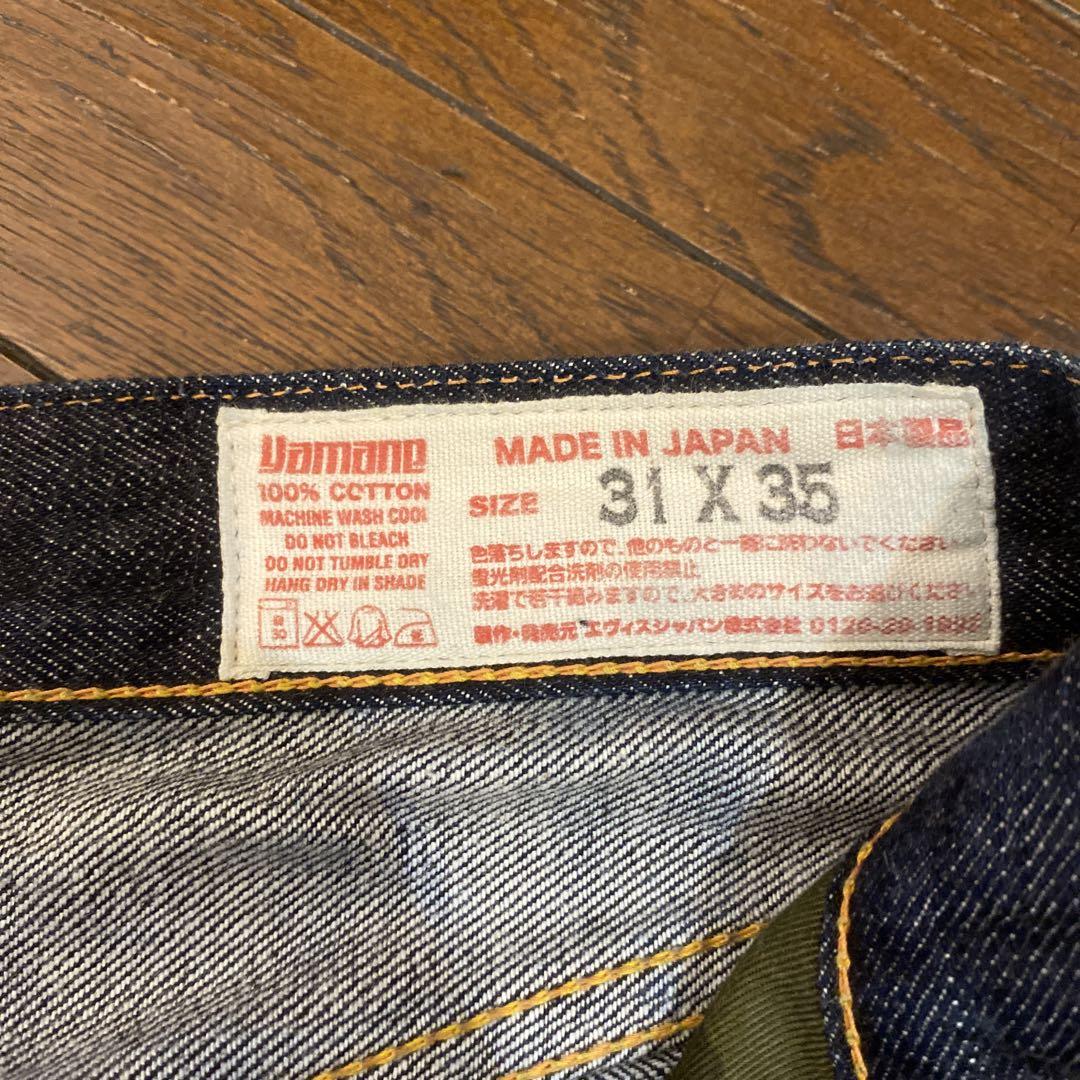 Yamane
100% COTTON
MACHINE WASH COOL
DO NOT BLEACH
DO NOT TUMBLE DRY
HANG DRY IN SHADE
MADE IN JAPAN 日本製品
SIZE 31 X 35
色落ちしますので、他のものと一緒に洗わないでください
蛍光剤配合洗剤の使用禁止
洗濯で若干縮みますので、大きめのサイズをお選びください
製作・発売元 エヴィスジャパン株式会社 0120-20-1991